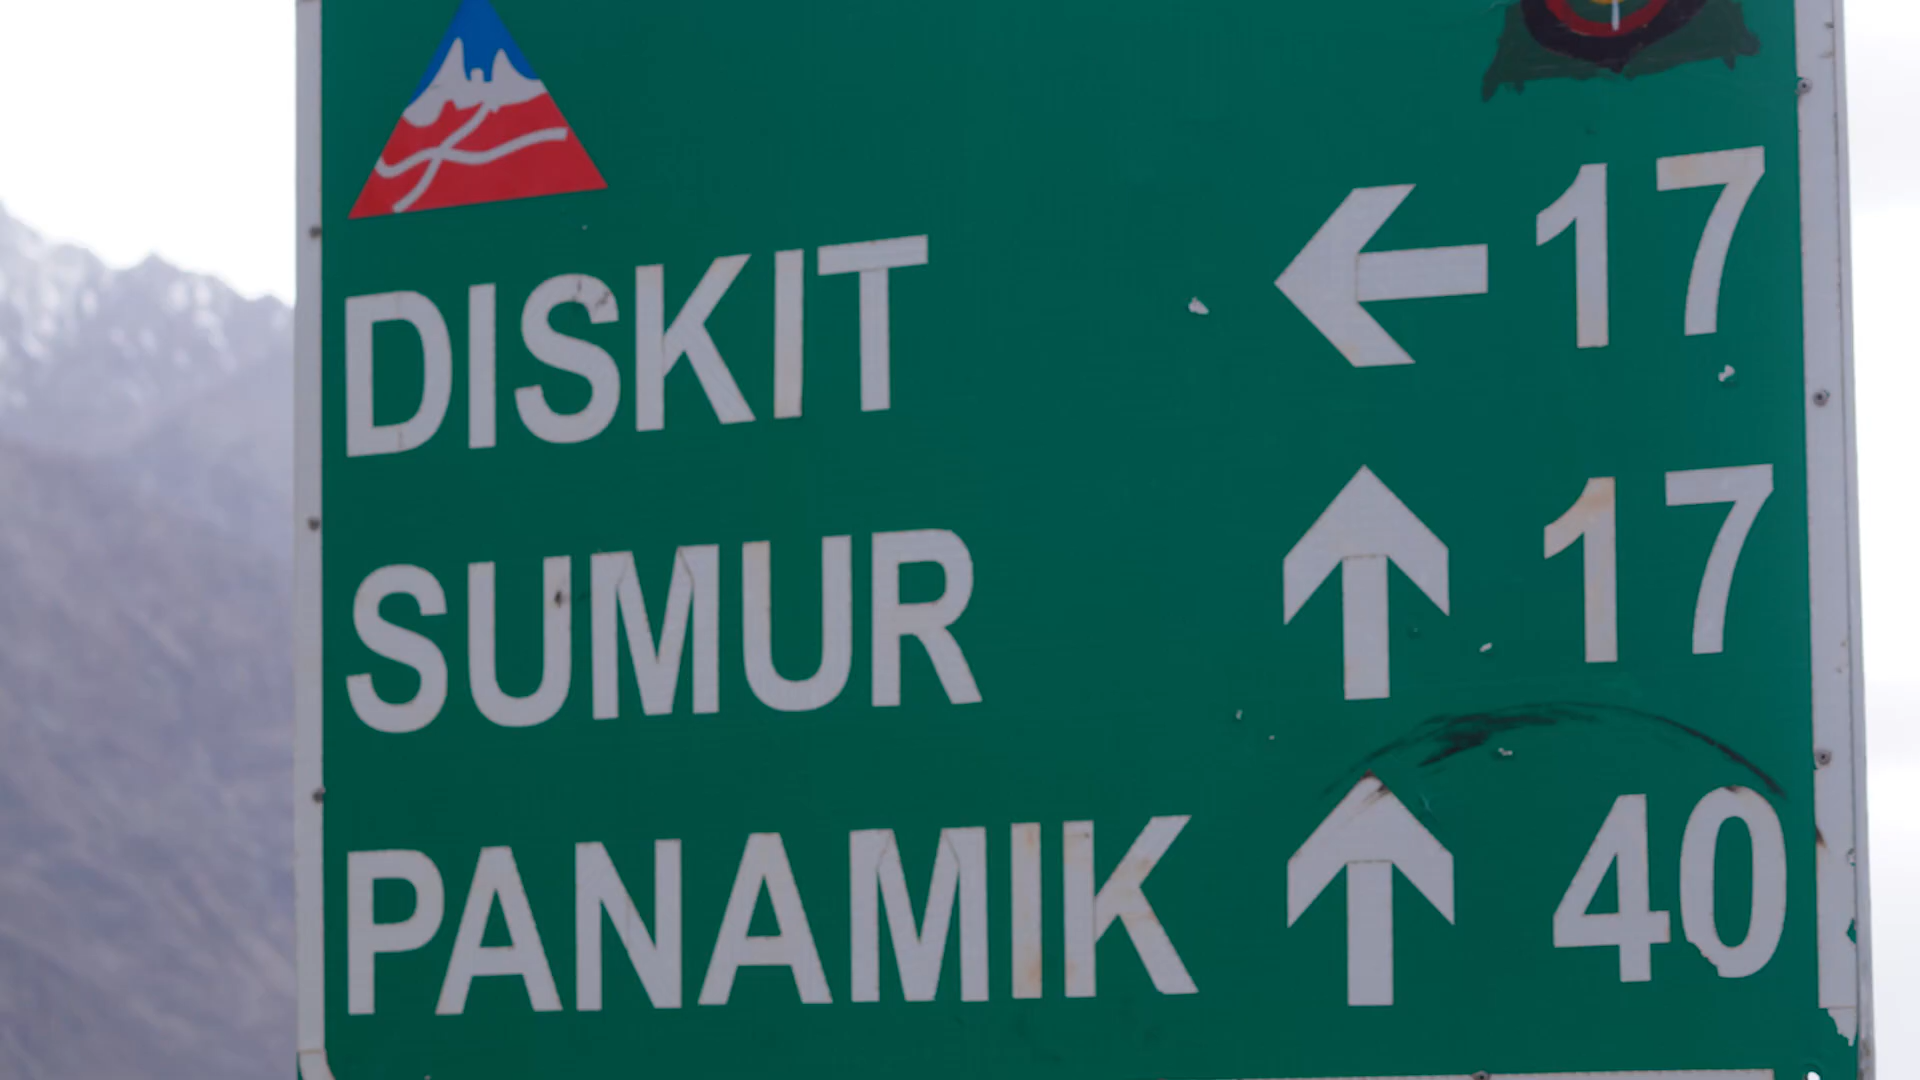 DISKIT ← 17
SUMUR ↑ 17
PANAMIK ↑ 40